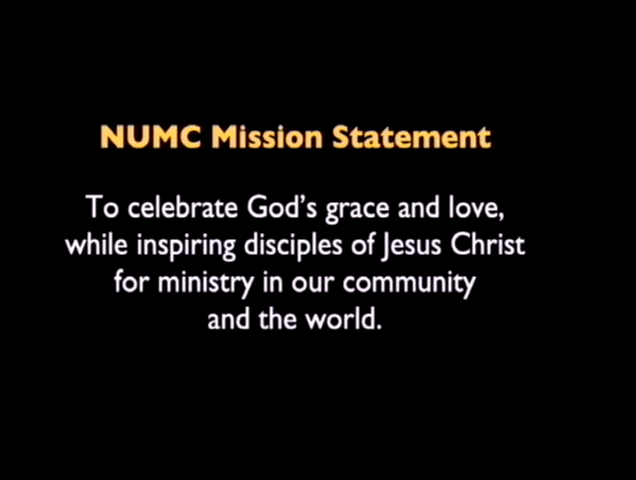 NUMC Mission Statement
To celebrate God's grace and love,
while inspiring disciples of Jesus Christ
for ministry in our community
and the world.